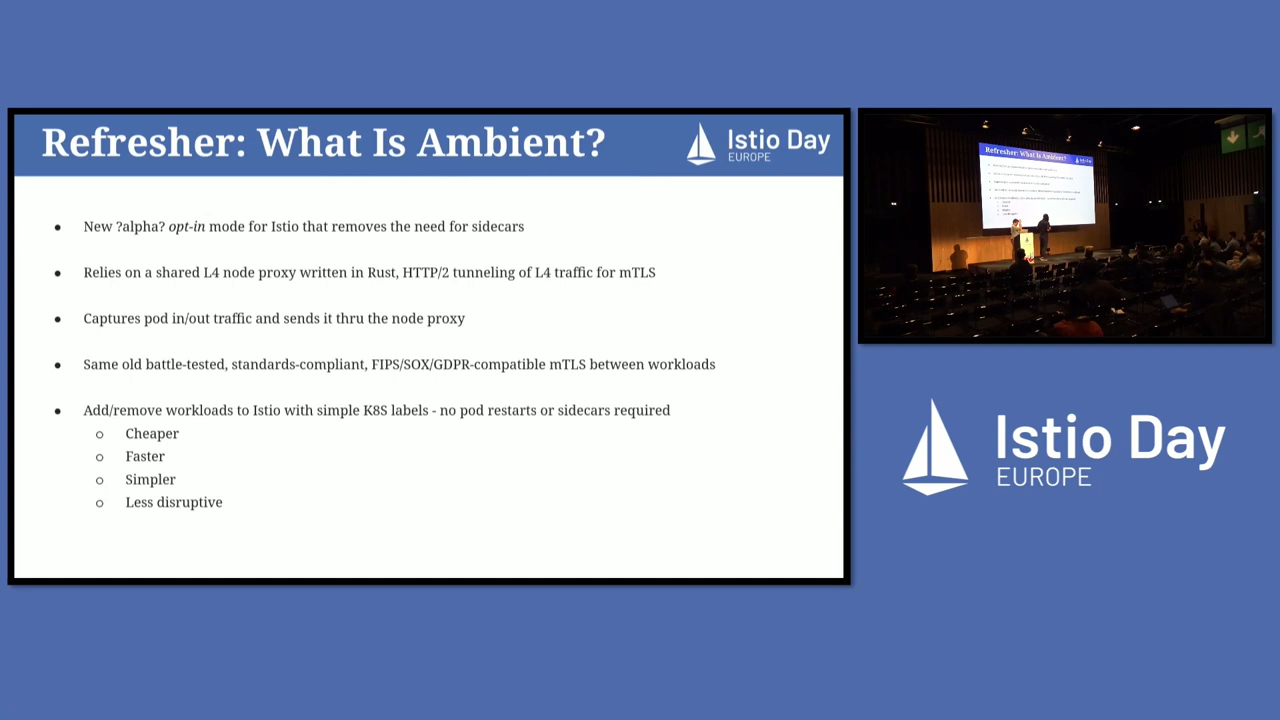 Refresher: What Is Ambient?
Istio Day
EUROPE
● New ?alpha? opt-in mode for Istio that removes the need for sidecars
● Relies on a shared L4 node proxy written in Rust, HTTP/2 tunneling of L4 traffic for mTLS
● Captures pod in/out traffic and sends it thru the node proxy
● Same old battle-tested, standards-compliant, FIPS/SOX/GDPR-compatible mTLS between workloads
● Add/remove workloads to Istio with simple K8S labels - no pod restarts or sidecars required
○ Cheaper
○ Faster
○ Simpler
○ Less disruptive
Refresher: What Is Ambient?
Istio Day
EUROPE